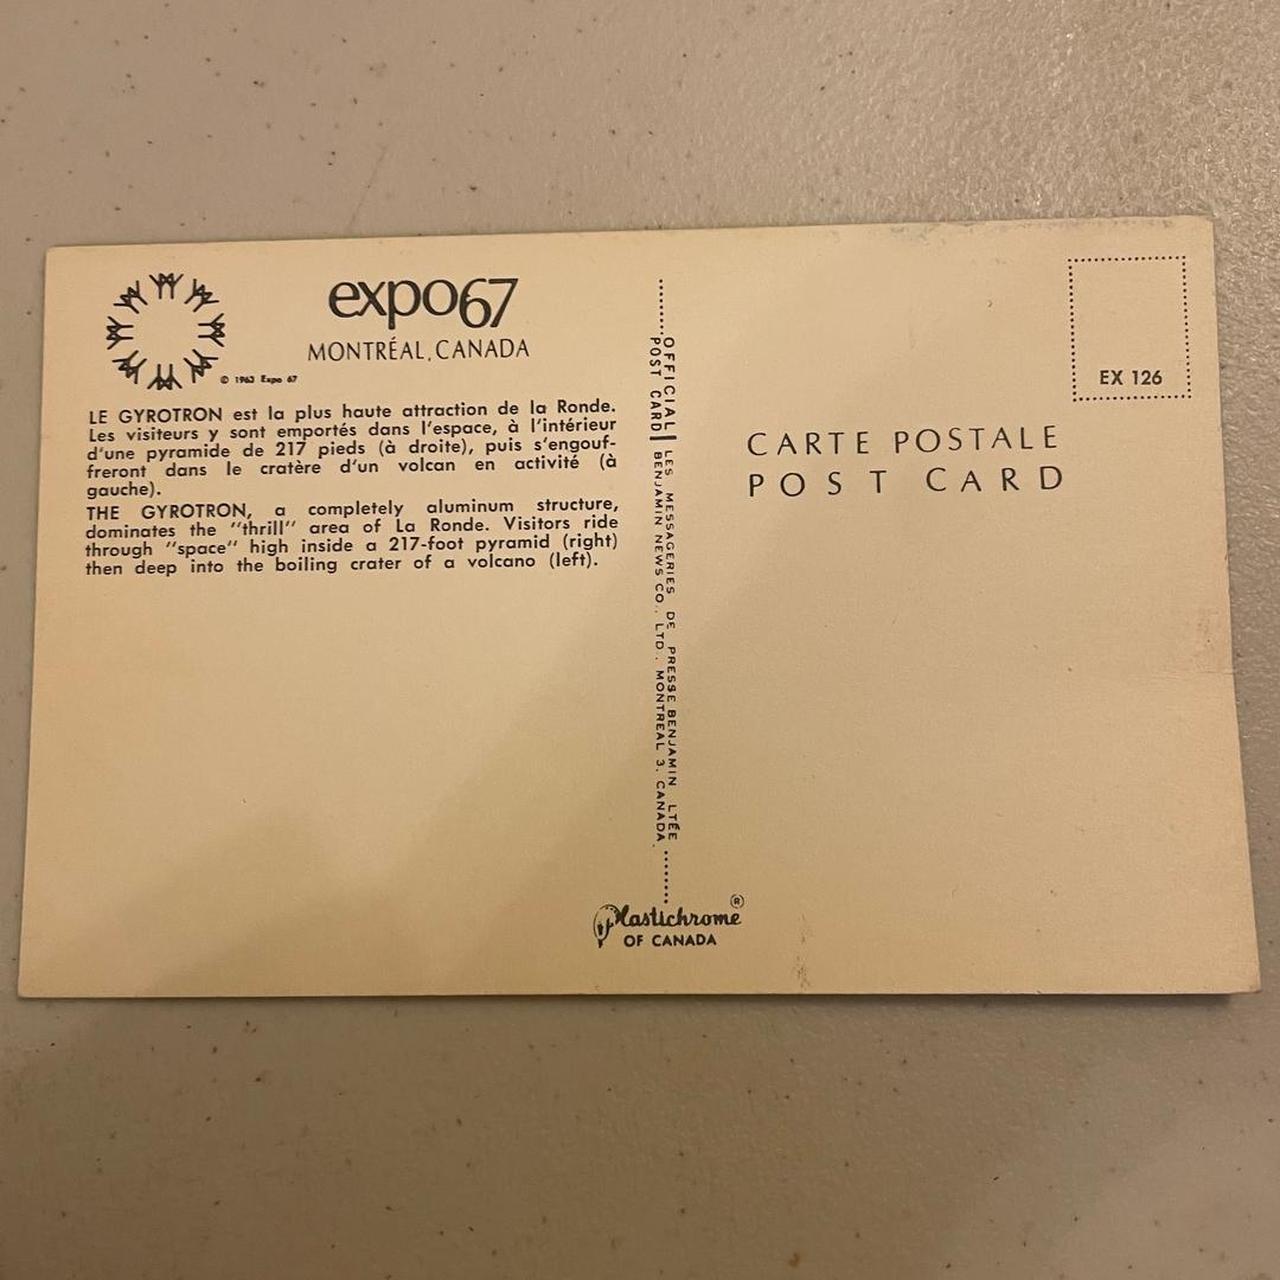 expo67
MONTRÉAL, CANADA
© 1963 Expo 67
LE GYROTRON est la plus haute attraction de la Ronde.
Les visiteurs y sont emportés dans l'espace, à l'intérieur
d'une pyramide de 217 pieds (à droite), puis s'engouf-
freront dans le cratère d'un volcan en activité (à
gauche).
THE GYROTRON, a completely aluminum structure,
dominates the "thrill" area of La Ronde. Visitors ride
through "space" high inside a 217-foot pyramid (right)
then deep into the boiling crater of a volcano (left).
OFFICIAL
POST CARD
LES MESSAGERIES DE PRESSE BENJAMIN LTÉE
BENJAMIN NEWS CO., LTD. MONTREAL 3, CANADA.
Plastichrome ®
OF CANADA
EX 126
CARTE POSTALE
POST CARD